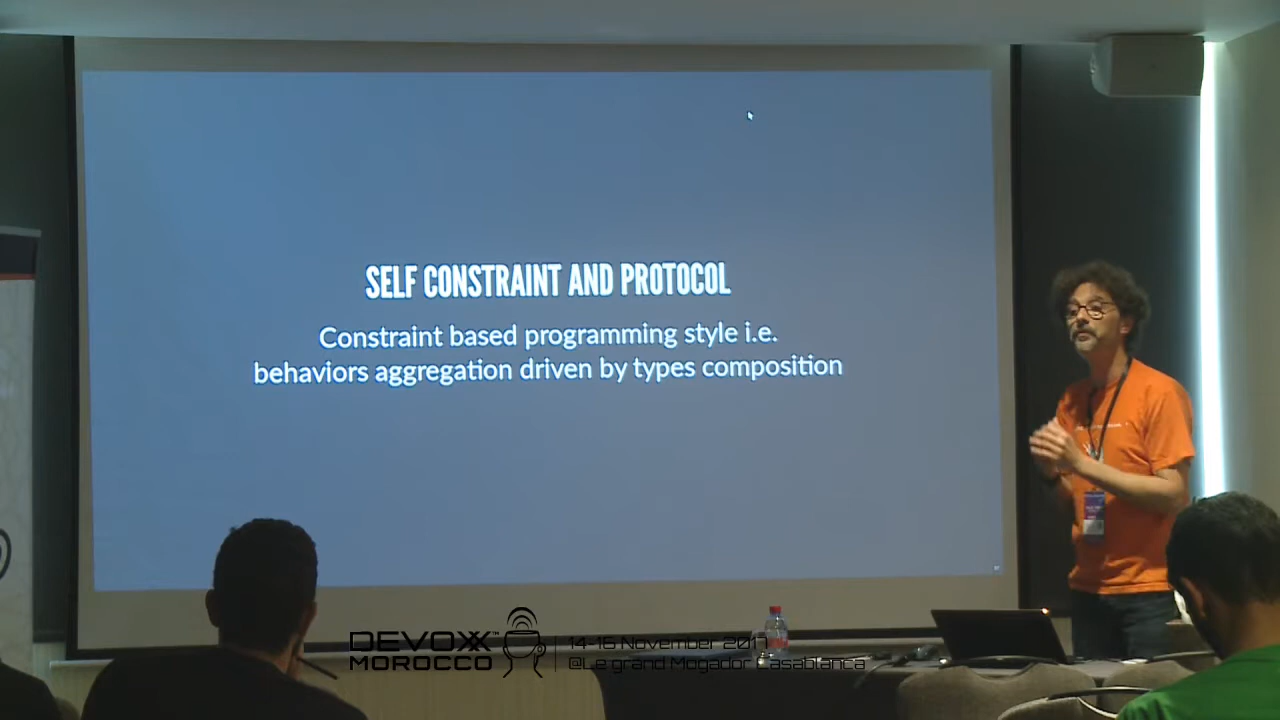 SELF CONSTRAINT AND PROTOCOL
Constraint based programming style i.e.
behaviors aggregation driven by types composition
DEVOXX™
MOROCCO
14-16 November 2017
@Le grand Mogador Casablanca